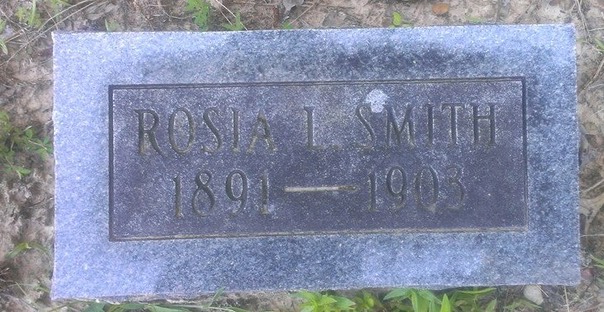 ROSIA L. SMITH
1891 — 1903